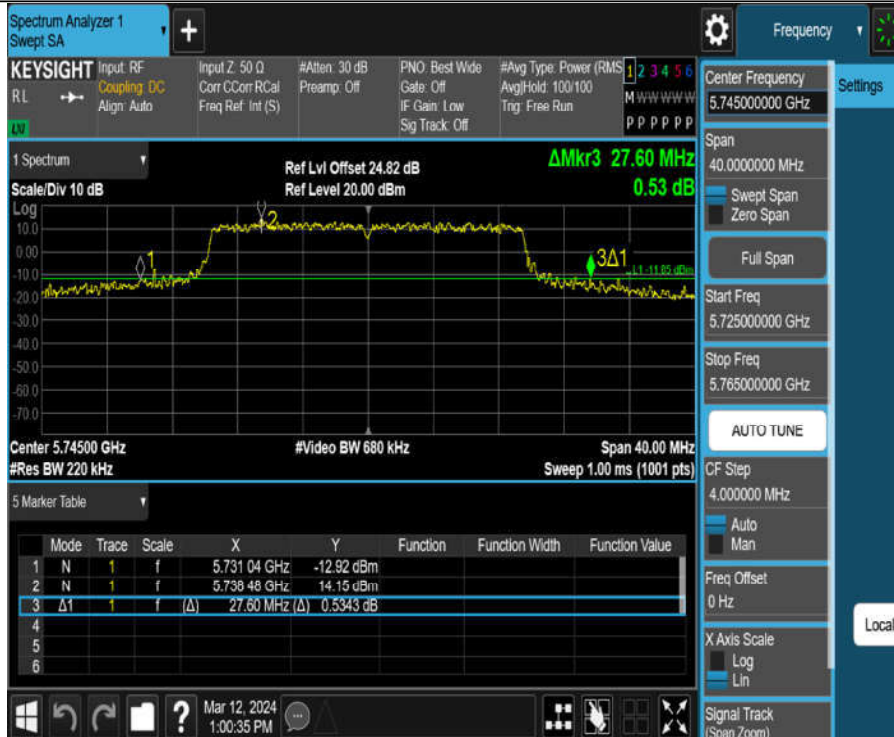 Spectrum Analyzer 1
Swept SA
+
Frequency
KEYSIGHT
RL
LXI
Input: RF
Coupling: DC
Align: Auto
Input Z: 50 Ω
Corr CCorr RCal
Freq Ref: Int (S)
#Atten: 30 dB
Preamp: Off
PNO: Best Wide
Gate: Off
IF Gain: Low
Sig Track: Off
#Avg Type: Power (RMS
Avg|Hold: 100/100
Trig: Free Run
1 2 3 4 5 6
M W W W W W
P P P P P P
1 Spectrum
Scale/Div 10 dB
Ref Lvl Offset 24.82 dB
Ref Level 20.00 dBm
ΔMkr3 27.60 MHz
0.53 dB
Log
10.0
0.00
-10.0
-20.0
-30.0
-40.0
-50.0
-60.0
-70.0
1
2
3Δ1
L1 -11.85 dBm
Center 5.74500 GHz
#Res BW 220 kHz
#Video BW 680 kHz
Span 40.00 MHz
Sweep 1.00 ms (1001 pts)
5 Marker Table
Mode Trace Scale X Y Function Function Width Function Value
1 N 1 f 5.731 04 GHz -12.92 dBm
2 N 1 f 5.738 48 GHz 14.15 dBm
3 Δ1 1 f (Δ) 27.60 MHz (Δ) 0.5343 dB
4
5
6
Mar 12, 2024
1:00:35 PM
?
Center Frequency
5.745000000 GHz
Span
40.0000000 MHz
Swept Span
Zero Span
Full Span
Start Freq
5.725000000 GHz
Stop Freq
5.765000000 GHz
AUTO TUNE
CF Step
4.000000 MHz
Auto
Man
Freq Offset
0 Hz
X Axis Scale
Log
Lin
Signal Track
(Span Zoom)
Settings
Local